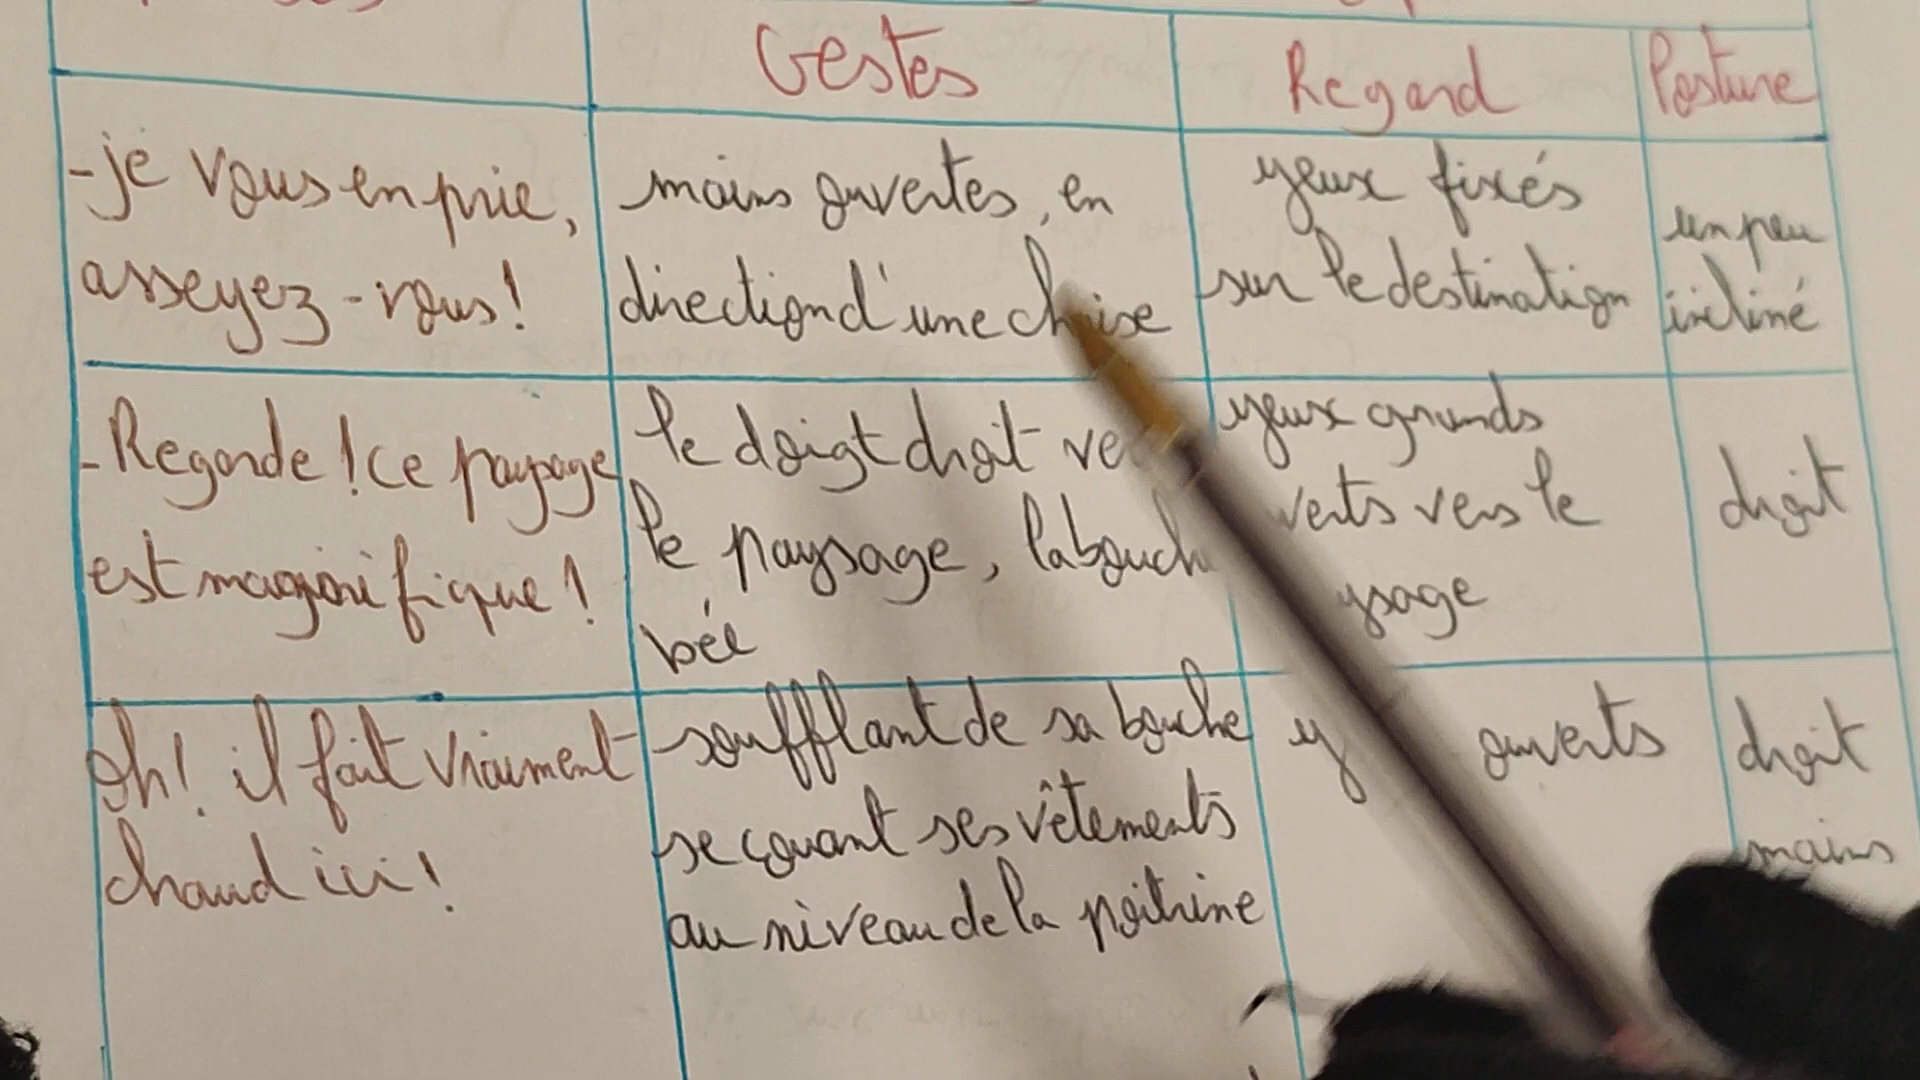 Gestes Regard Posture
- je vous en prie,
asseyez-vous!
mains ouvertes, en
direction d'une chaise
yeux fixés
sur le destination
un peu
incliné
- Regarde! ce paysage
est magnifique!
le doigt droit
le paysage, la
bée
yeux grands
vers le
droit
oh! il fait vraiment
chaud ici!
soufflant de sa bouche
secouant ses vêtements
au niveau de la poitrine
ouverts
droit
mains